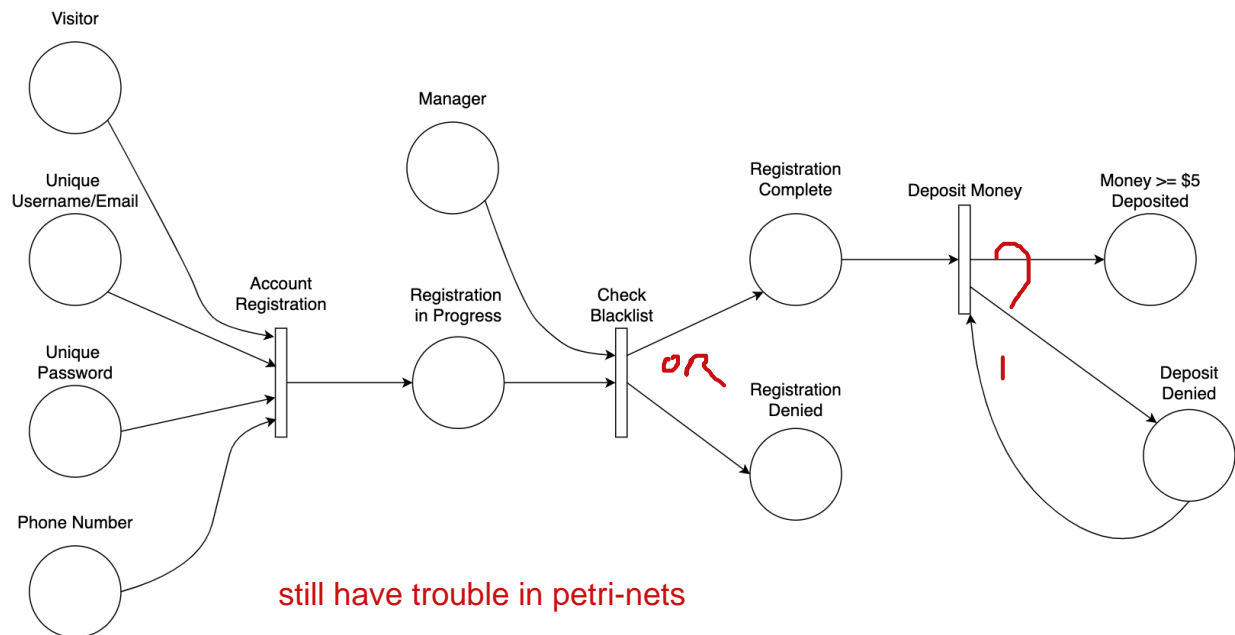 Visitor
Unique
Username/Email
Unique
Password
Phone Number
Account
Registration
Manager
Registration
in Progress
Check
Blacklist
OR
Registration
Complete
Registration
Denied
Deposit Money
?
Money >= $5
Deposited
Deposit
Denied
still have trouble in petri-nets